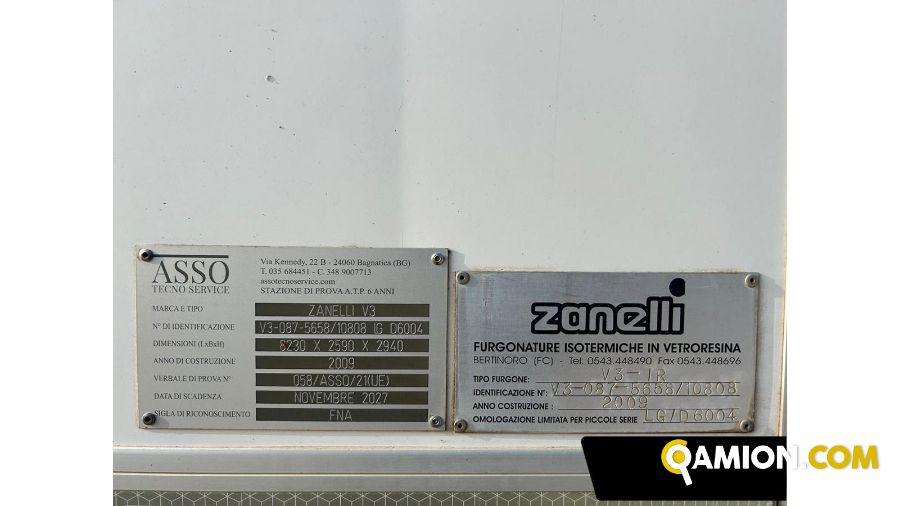 ASSO
TECNO SERVICE
Via Kennedy, 22 B - 24060 Bagnatica (BG)
T. 035 684451 - C. 348 9007713
assotecnoservice.com
STAZIONE DI PROVA A.T.P. 6 ANNI
MARCA E TIPO ZANELLI V3
N° DI IDENTIFICAZIONE V3-087-5658/10808 IG D6004
DIMENSIONI (LxBxH) 8230 X 2590 X 2940
ANNO DI COSTRUZIONE 2009
VERBALE DI PROVA N° 058/ASSO/21(UE)
DATA DI SCADENZA NOVEMBRE 2027
SIGLA DI RICONOSCIMENTO FNA
zanelli
FURGONATURE ISOTERMICHE IN VETRORESINA
BERTINORO (FC) - Tel. 0543.448490 Fax 0543.448696
TIPO FURGONE: V3-IR
IDENTIFICAZIONE N°: V3-087-5658/10808
ANNO COSTRUZIONE : 2009
OMOLOGAZIONE LIMITATA PER PICCOLE SERIE LG/D6004
QAMION.COM